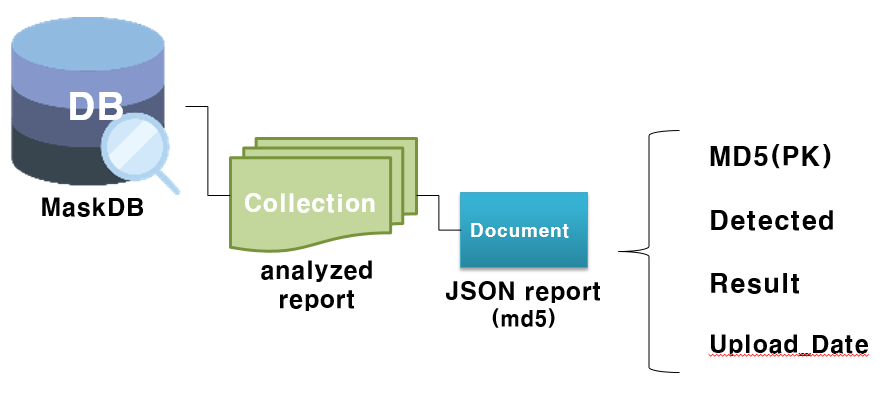 DB
MaskDB
Collection
analyzed
report
Document
JSON report
(md5)
MD5(PK)
Detected
Result
Upload_Date